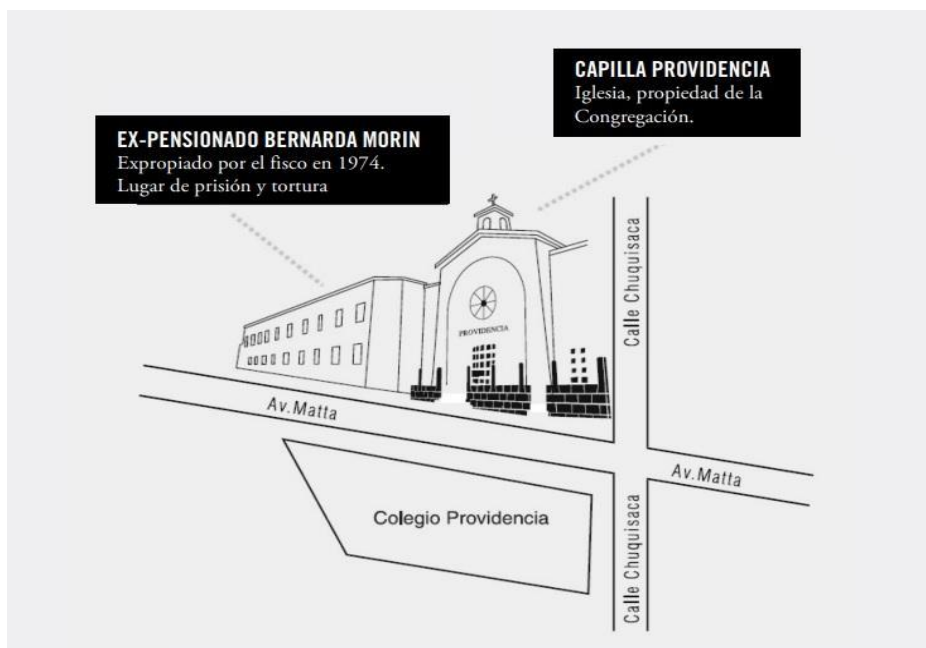 CAPILLA PROVIDENCIA
Iglesia, propiedad de la
Congregación.
EX-PENSIONADO BERNARDA MORIN
Expropiado por el fisco en 1974.
Lugar de prisión y tortura
PROVIDENCIA
Calle Chuquisaca
Av.Matta
Av.Matta
Colegio Providencia
Calle Chuquisaca